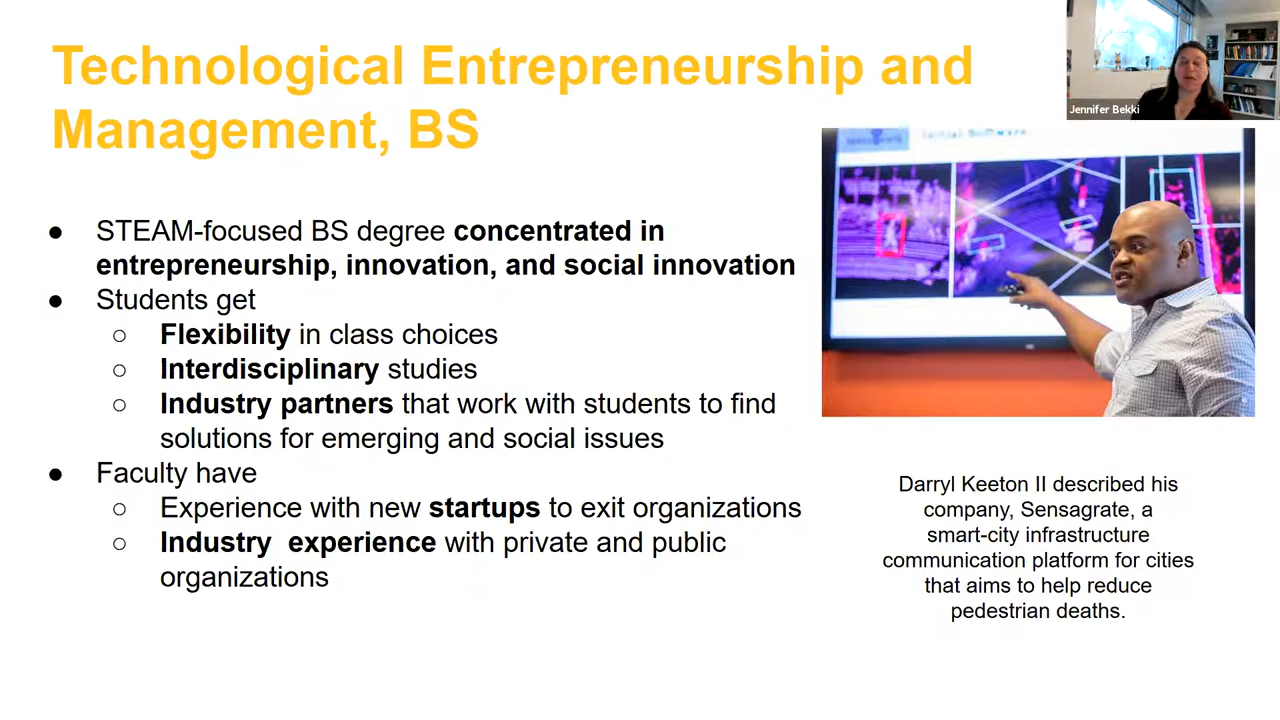 Technological Entrepreneurship and
Management, BS
Jennifer Bekki
● STEAM-focused BS degree concentrated in
entrepreneurship, innovation, and social innovation
● Students get
○ Flexibility in class choices
○ Interdisciplinary studies
○ Industry partners that work with students to find
solutions for emerging and social issues
● Faculty have
○ Experience with new startups to exit organizations
○ Industry  experience with private and public
organizations
Darryl Keeton II described his
company, Sensagrate, a
smart-city infrastructure
communication platform for cities
that aims to help reduce
pedestrian deaths.